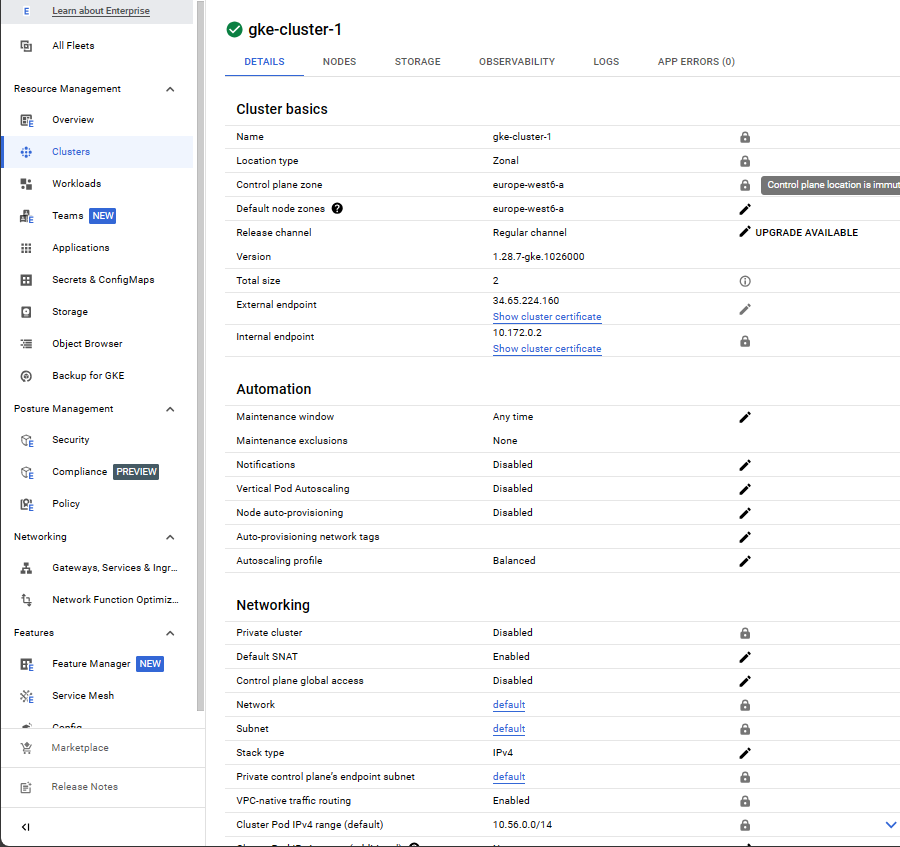 E Learn about Enterprise
All Fleets
Resource Management
Overview
Clusters
Workloads
Teams NEW
Applications
Secrets & ConfigMaps
Storage
Object Browser
Backup for GKE
Posture Management
Security
Compliance PREVIEW
Policy
Networking
Gateways, Services & Ingr...
Network Function Optimiz...
Features
Feature Manager NEW
Service Mesh
Config
Marketplace
Release Notes
gke-cluster-1
DETAILS NODES STORAGE OBSERVABILITY LOGS APP ERRORS (0)
Cluster basics
Name gke-cluster-1
Location type Zonal
Control plane zone europe-west6-a Control plane location is immut
Default node zones europe-west6-a
Release channel Regular channel UPGRADE AVAILABLE
Version 1.28.7-gke.1026000
Total size 2
External endpoint 34.65.224.160
Show cluster certificate
Internal endpoint 10.172.0.2
Show cluster certificate
Automation
Maintenance window Any time
Maintenance exclusions None
Notifications Disabled
Vertical Pod Autoscaling Disabled
Node auto-provisioning Disabled
Auto-provisioning network tags
Autoscaling profile Balanced
Networking
Private cluster Disabled
Default SNAT Enabled
Control plane global access Disabled
Network default
Subnet default
Stack type IPv4
Private control plane's endpoint subnet default
VPC-native traffic routing Enabled
Cluster Pod IPv4 range (default) 10.56.0.0/14